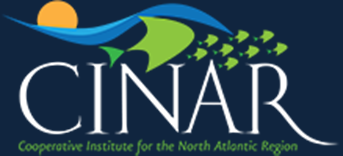 CINAR
Cooperative Institute for the North Atlantic Region